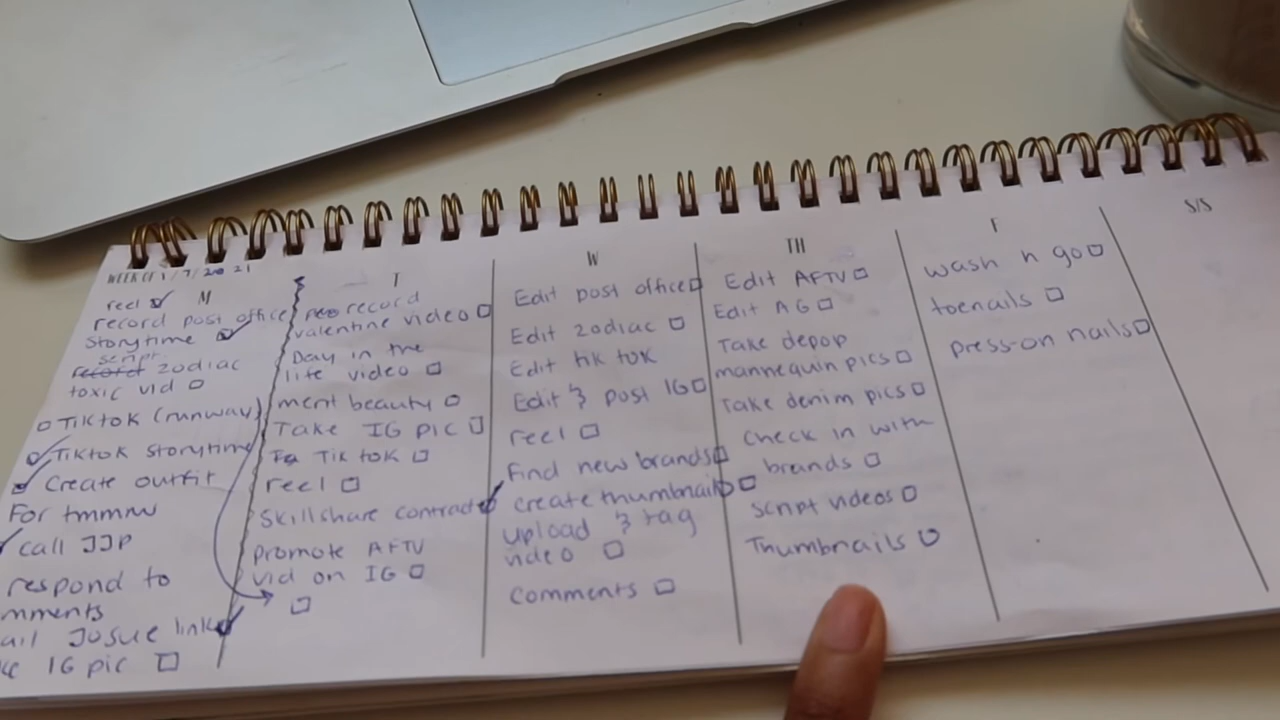 WEEK OF 1/7/2021
M
reel
record post office
storytime
script
record zodiac
toxic vid
TikTok (runway)
TikTok storytime
Create outfit
For tmmw
call JJP
respond to
mments
ail Josue link
IG pic
T
record
valentine video
Day in the
life video
ment beauty
Take IG pic
Tik tok
reel
Skillshare contract
promote AFTV
vid on IG
W
Edit post office
Edit zodiac
Edit tik tok
Edit & post IG
reel
find new brands
create thumbnail
upload & tag
video
comments
TH
Edit AFTV
Edit AG
Take depop
mannequin pics
Take denim pics
Check in with
brands
script videos
Thumbnails
F
wash n go
toenails
press-on nails
S/S